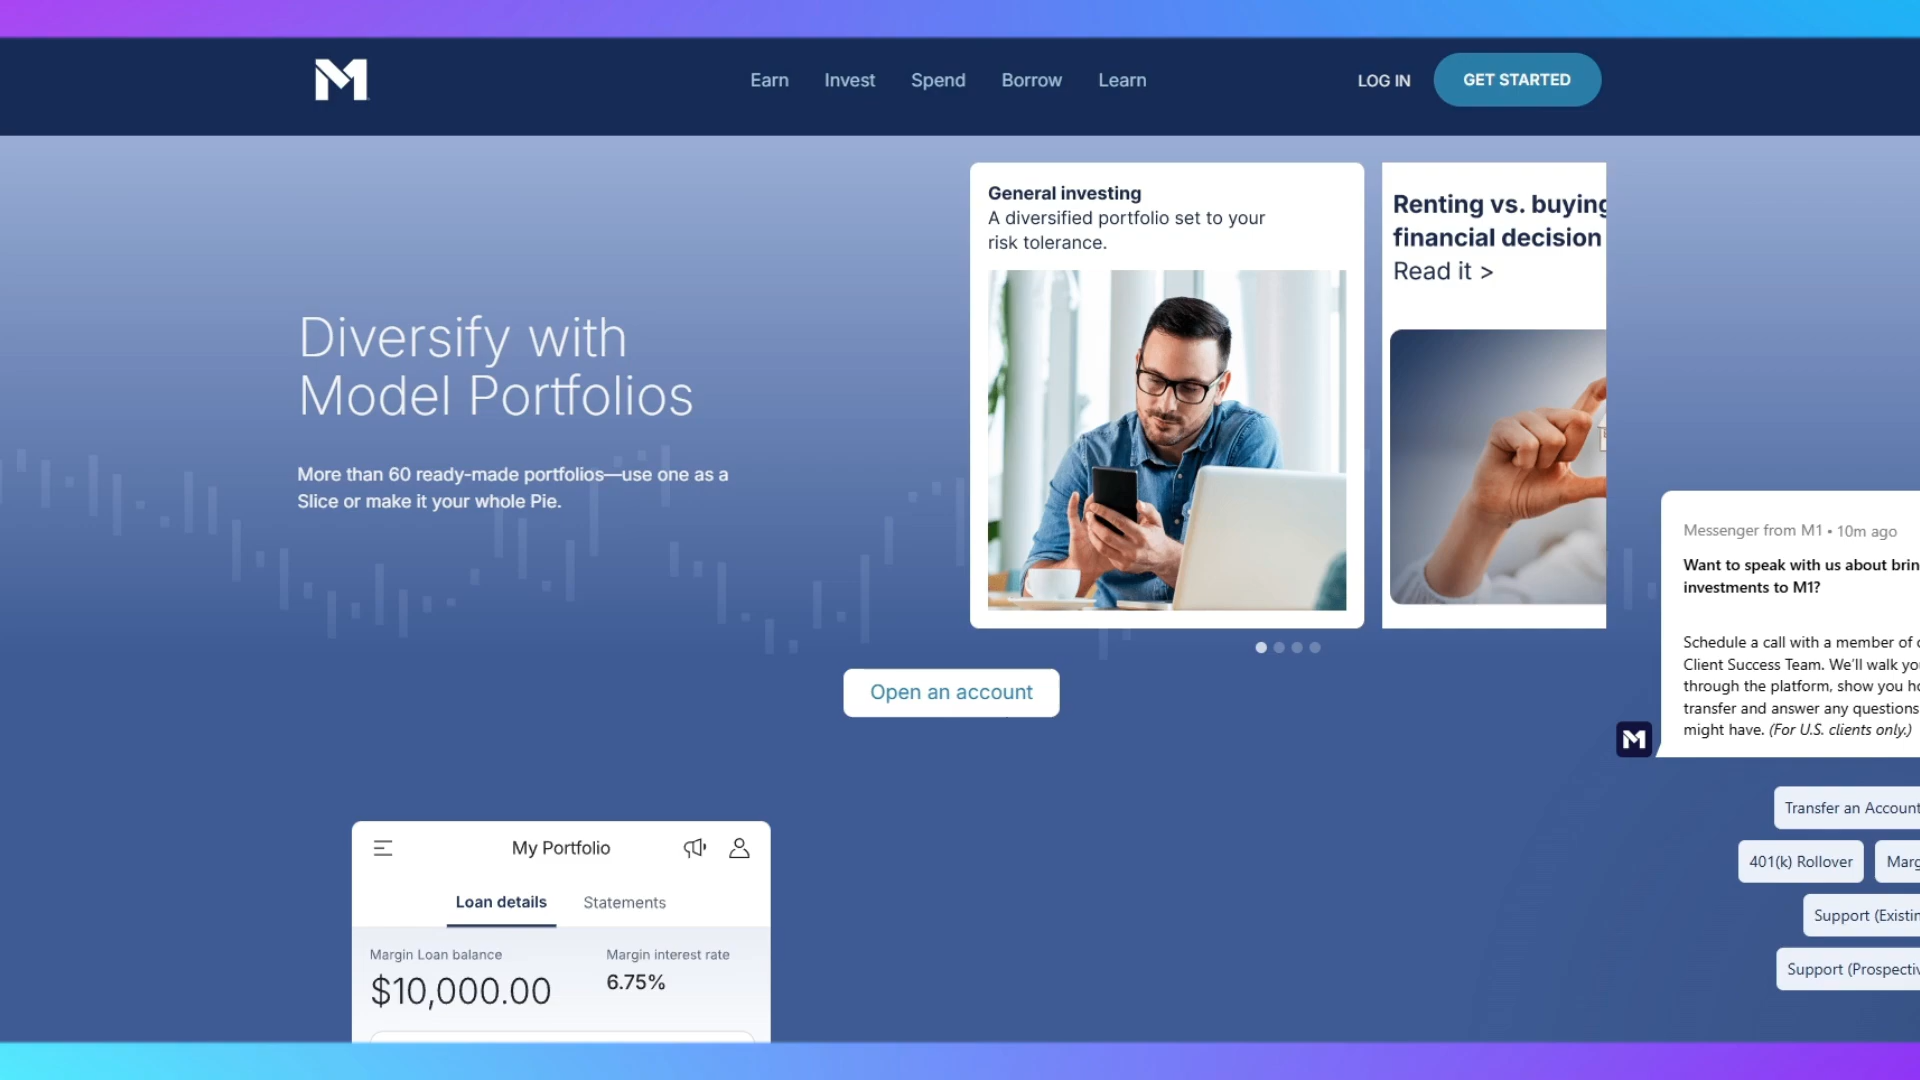 M
Earn Invest Spend Borrow Learn
LOG IN GET STARTED
Diversify with
Model Portfolios
More than 60 ready-made portfolios—use one as a
Slice or make it your whole Pie.
General investing
A diversified portfolio set to your
risk tolerance.
Renting vs. buying
financial decision
Read it >
Open an account
Messenger from M1 • 10m ago
Want to speak with us about
investments to M1?
Schedule a call with a member of
Client Success Team. We'll walk
through the platform, show you
transfer and answer any questions
might have. (For U.S. clients only.)
M
Transfer an Account
401(k) Rollover
Support
Support
My Portfolio
Loan details Statements
Margin Loan balance Margin interest rate
$10,000.00 6.75%